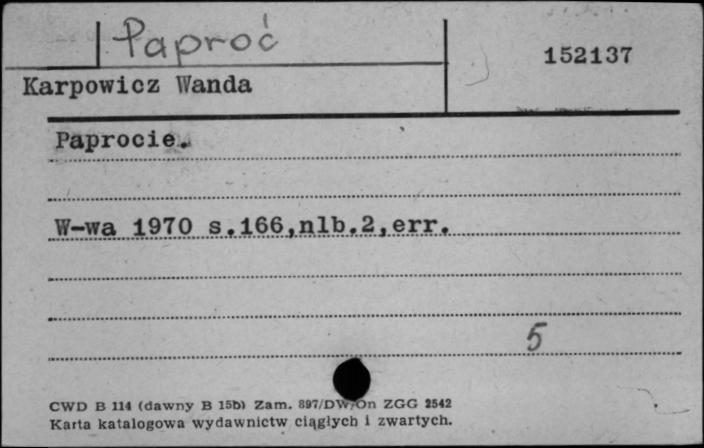 Paproć
152137
Karpowicz Wanda
Paprocie.
W-wa 1970 s.166,nlb.2,err.
5
CWD B 114 (dawny B 15b) Zam. 897/DW/On ZGG 2542
Karta katalogowa wydawnictw ciągłych i zwartych.